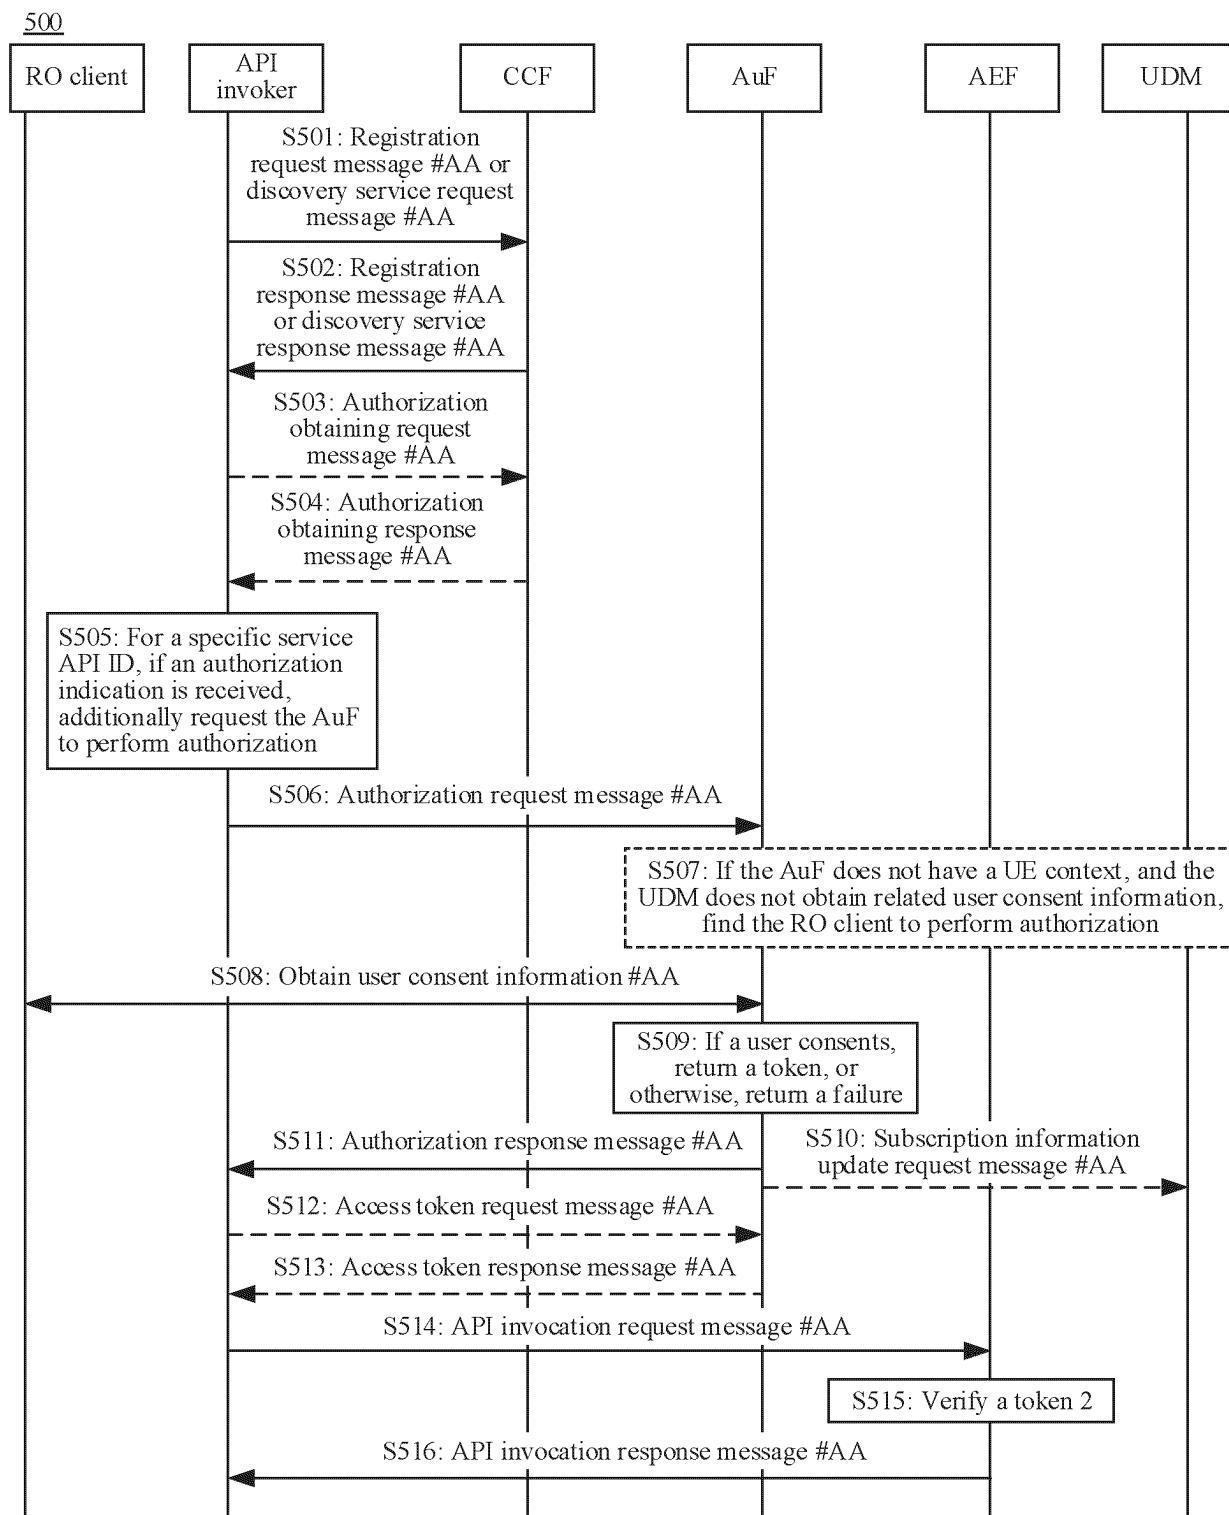 500
RO client
API
invoker
CCF
AuF
AEF
UDM
S501: Registration
request message #AA or
discovery service request
message #AA
S502: Registration
response message #AA
or discovery service
response message #AA
S503: Authorization
obtaining request
message #AA
S504: Authorization
obtaining response
message #AA
S505: For a specific service
API ID, if an authorization
indication is received,
additionally request the AuF
to perform authorization
S506: Authorization request message #AA
S507: If the AuF does not have a UE context, and the
UDM does not obtain related user consent information,
find the RO client to perform authorization
S508: Obtain user consent information #AA
S509: If a user consents,
return a token, or
otherwise, return a failure
S511: Authorization response message #AA
S510: Subscription information
update request message #AA
S512: Access token request message #AA
S513: Access token response message #AA
S514: API invocation request message #AA
S515: Verify a token 2
S516: API invocation response message #AA